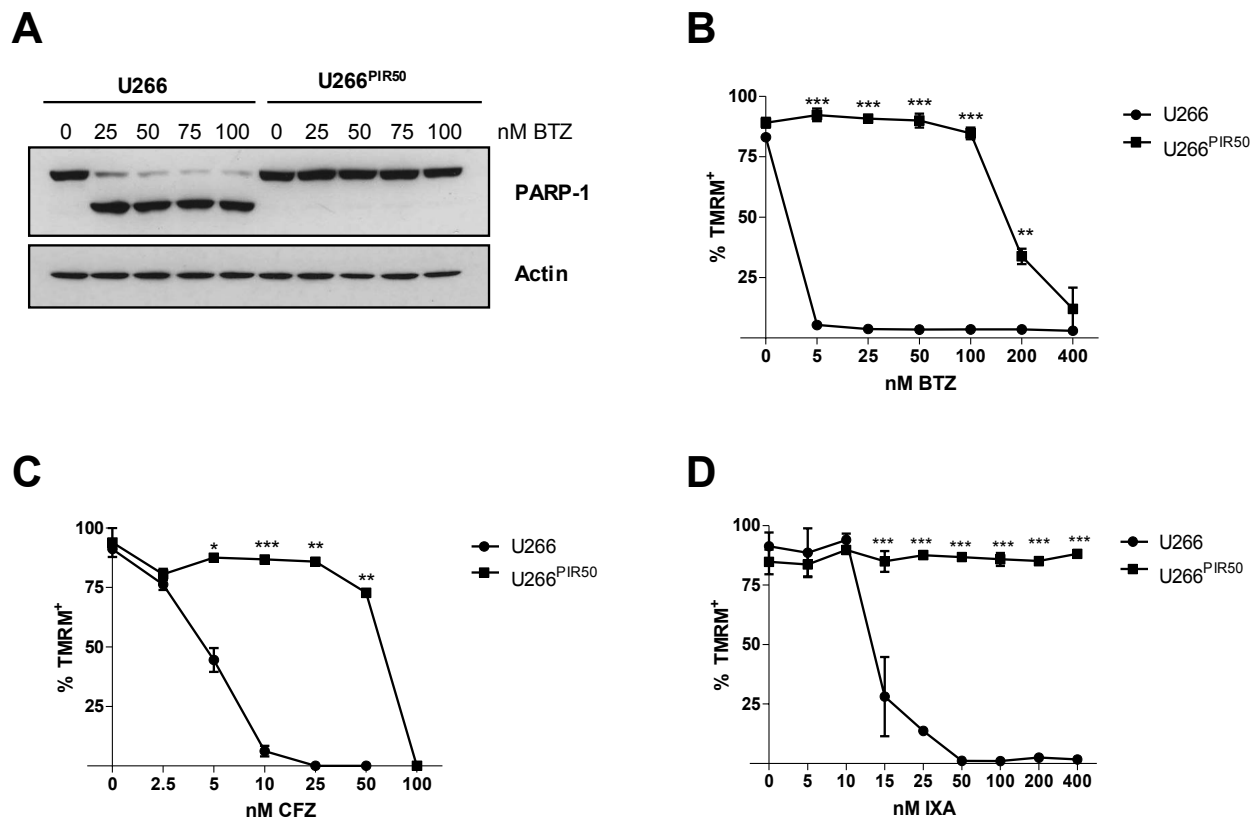 A
U266 U266PIR50
0 25 50 75 100 0 25 50 75 100 nM BTZ
PARP-1
Actin
B
100
75
50
25
% TMRM+
*** *** *** *** **
0 5 25 50 100 200 400
nM BTZ
U266
U266PIR50
C
100
75
50
25
% TMRM+
* *** ** **
0 2.5 5 10 25 50 100
nM CFZ
U266
U266PIR50
D
100
75
50
25
% TMRM+
*** *** *** *** *** ***
0 5 10 15 25 50 100 200 400
nM IXA
U266
U266PIR50